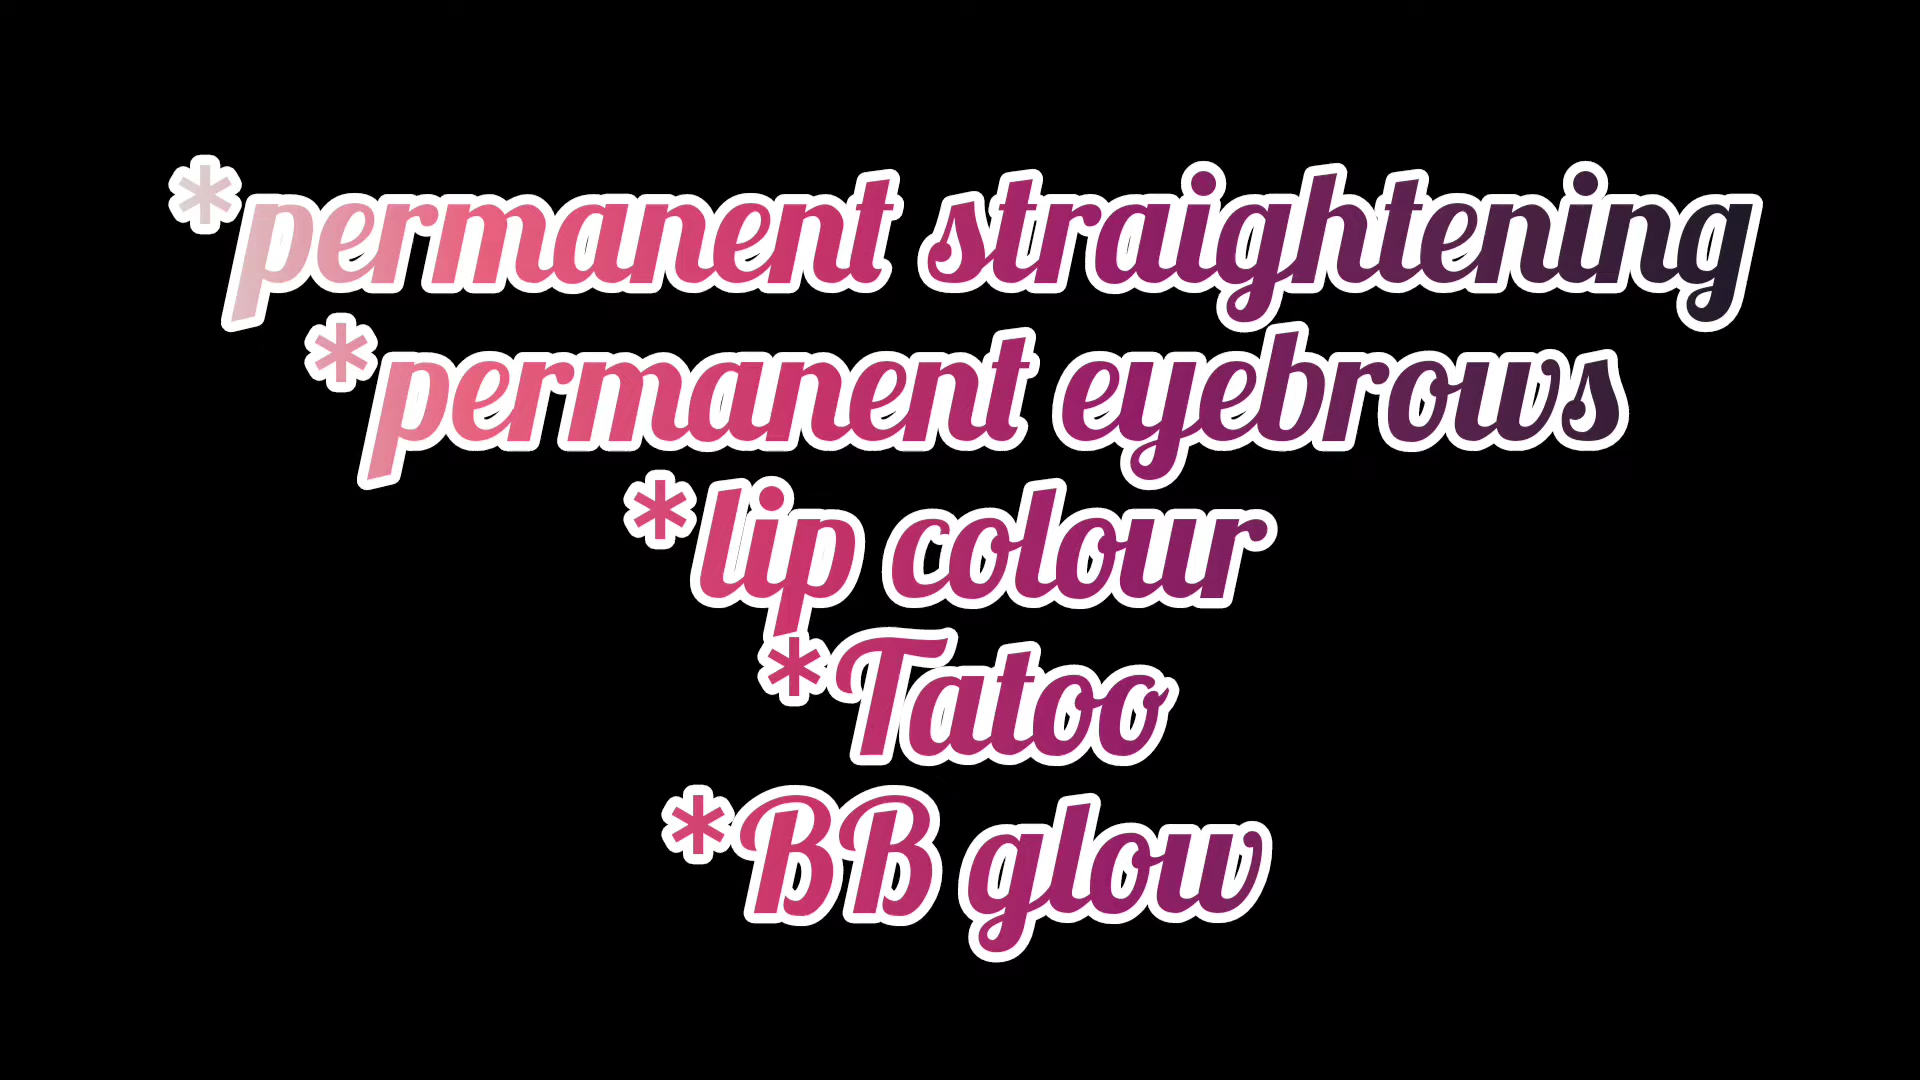 *permanent straightening
*permanent eyebrows
*lip colour
*Tatoo
*BB glow